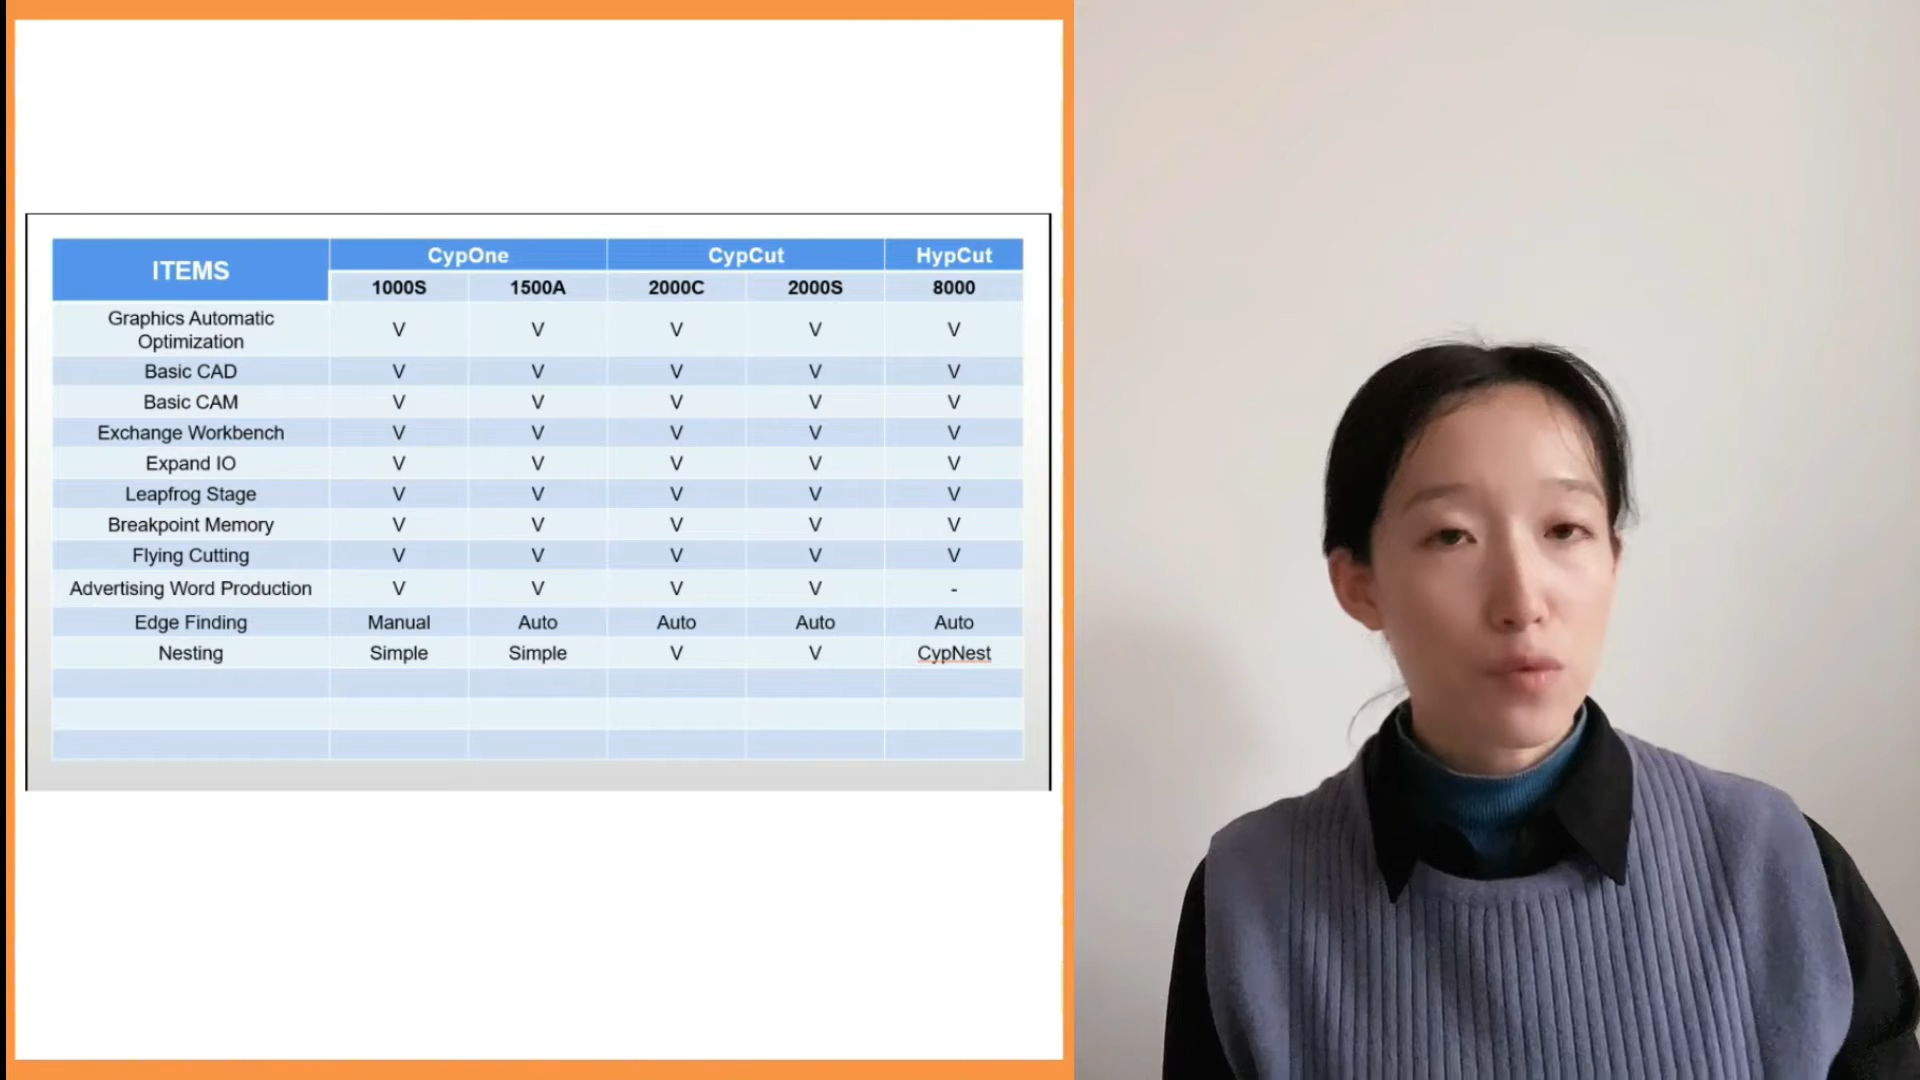 ITEMS CypOne CypCut HypCut
1000S 1500A 2000C 2000S 8000
Graphics Automatic
Optimization V V V V V
Basic CAD V V V V V
Basic CAM V V V V V
Exchange Workbench V V V V V
Expand IO V V V V V
Leapfrog Stage V V V V V
Breakpoint Memory V V V V V
Flying Cutting V V V V V
Advertising Word Production V V V V -
Edge Finding Manual Auto Auto Auto Auto
Nesting Simple Simple V V CypNest